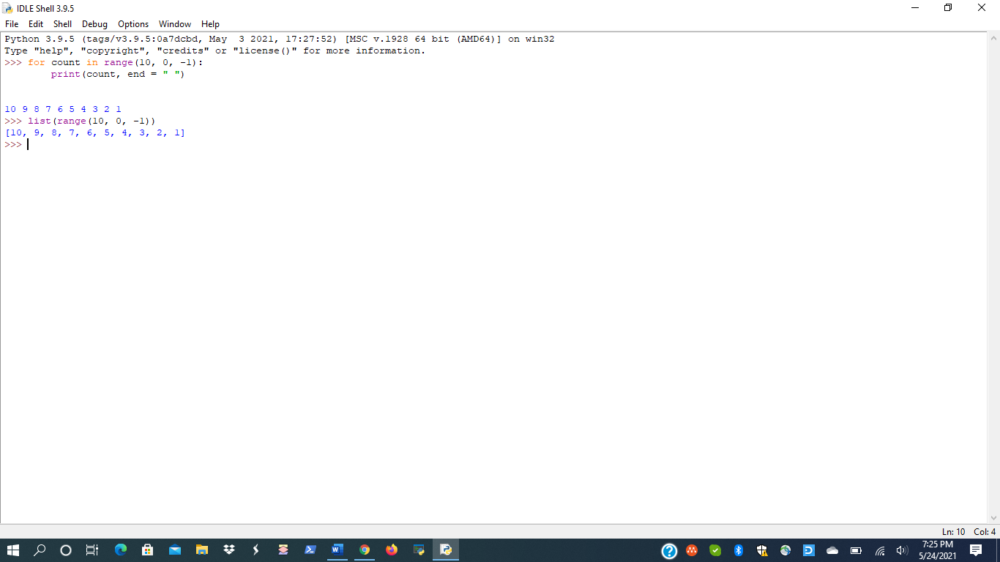 IDLE Shell 3.9.5
File Edit Shell Debug Options Window Help
Python 3.9.5 (tags/v3.9.5:0a7dcbd, May  3 2021, 17:27:52) [MSC v.1928 64 bit (AMD64)] on win32
Type "help", "copyright", "credits" or "license()" for more information.
>>> for count in range(10, 0, -1):
        print(count, end = " ")
10 9 8 7 6 5 4 3 2 1
>>> list(range(10, 0, -1))
[10, 9, 8, 7, 6, 5, 4, 3, 2, 1]
>>>
Ln: 10 Col: 4
7:25 PM
5/24/2021